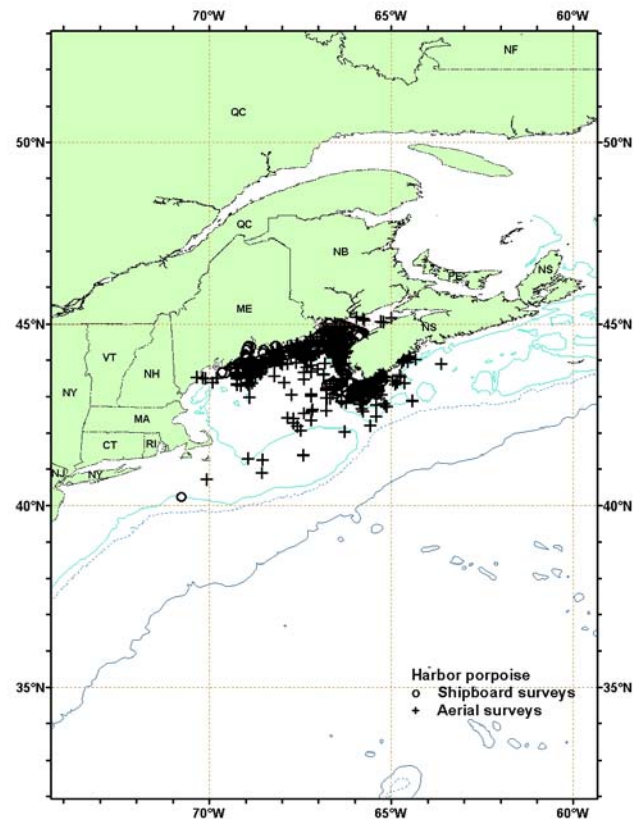 70°W 65°W 60°W
NF
QC
50°N 50°N
QC
NB
PE NS
ME
45°N 45°N
NS
VT
NH
NY
MA
CT RI
NJ NY
40°N 40°N
35°N 35°N
Harbor porpoise
Shipboard surveys
Aerial surveys
70°W 65°W 60°W